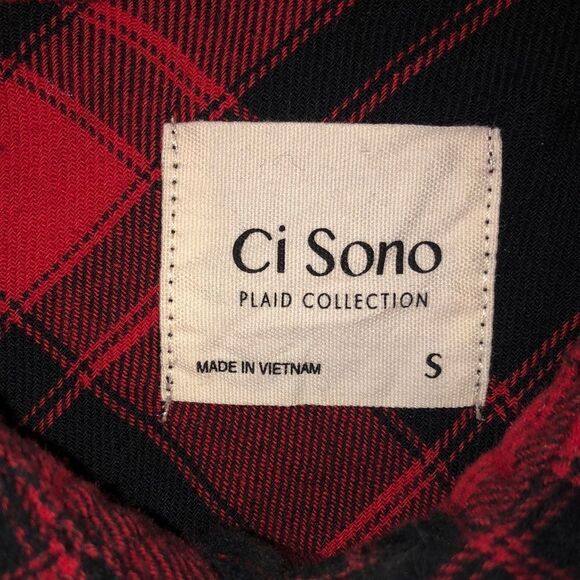 Ci Sono
PLAID COLLECTION
MADE IN VIETNAM S